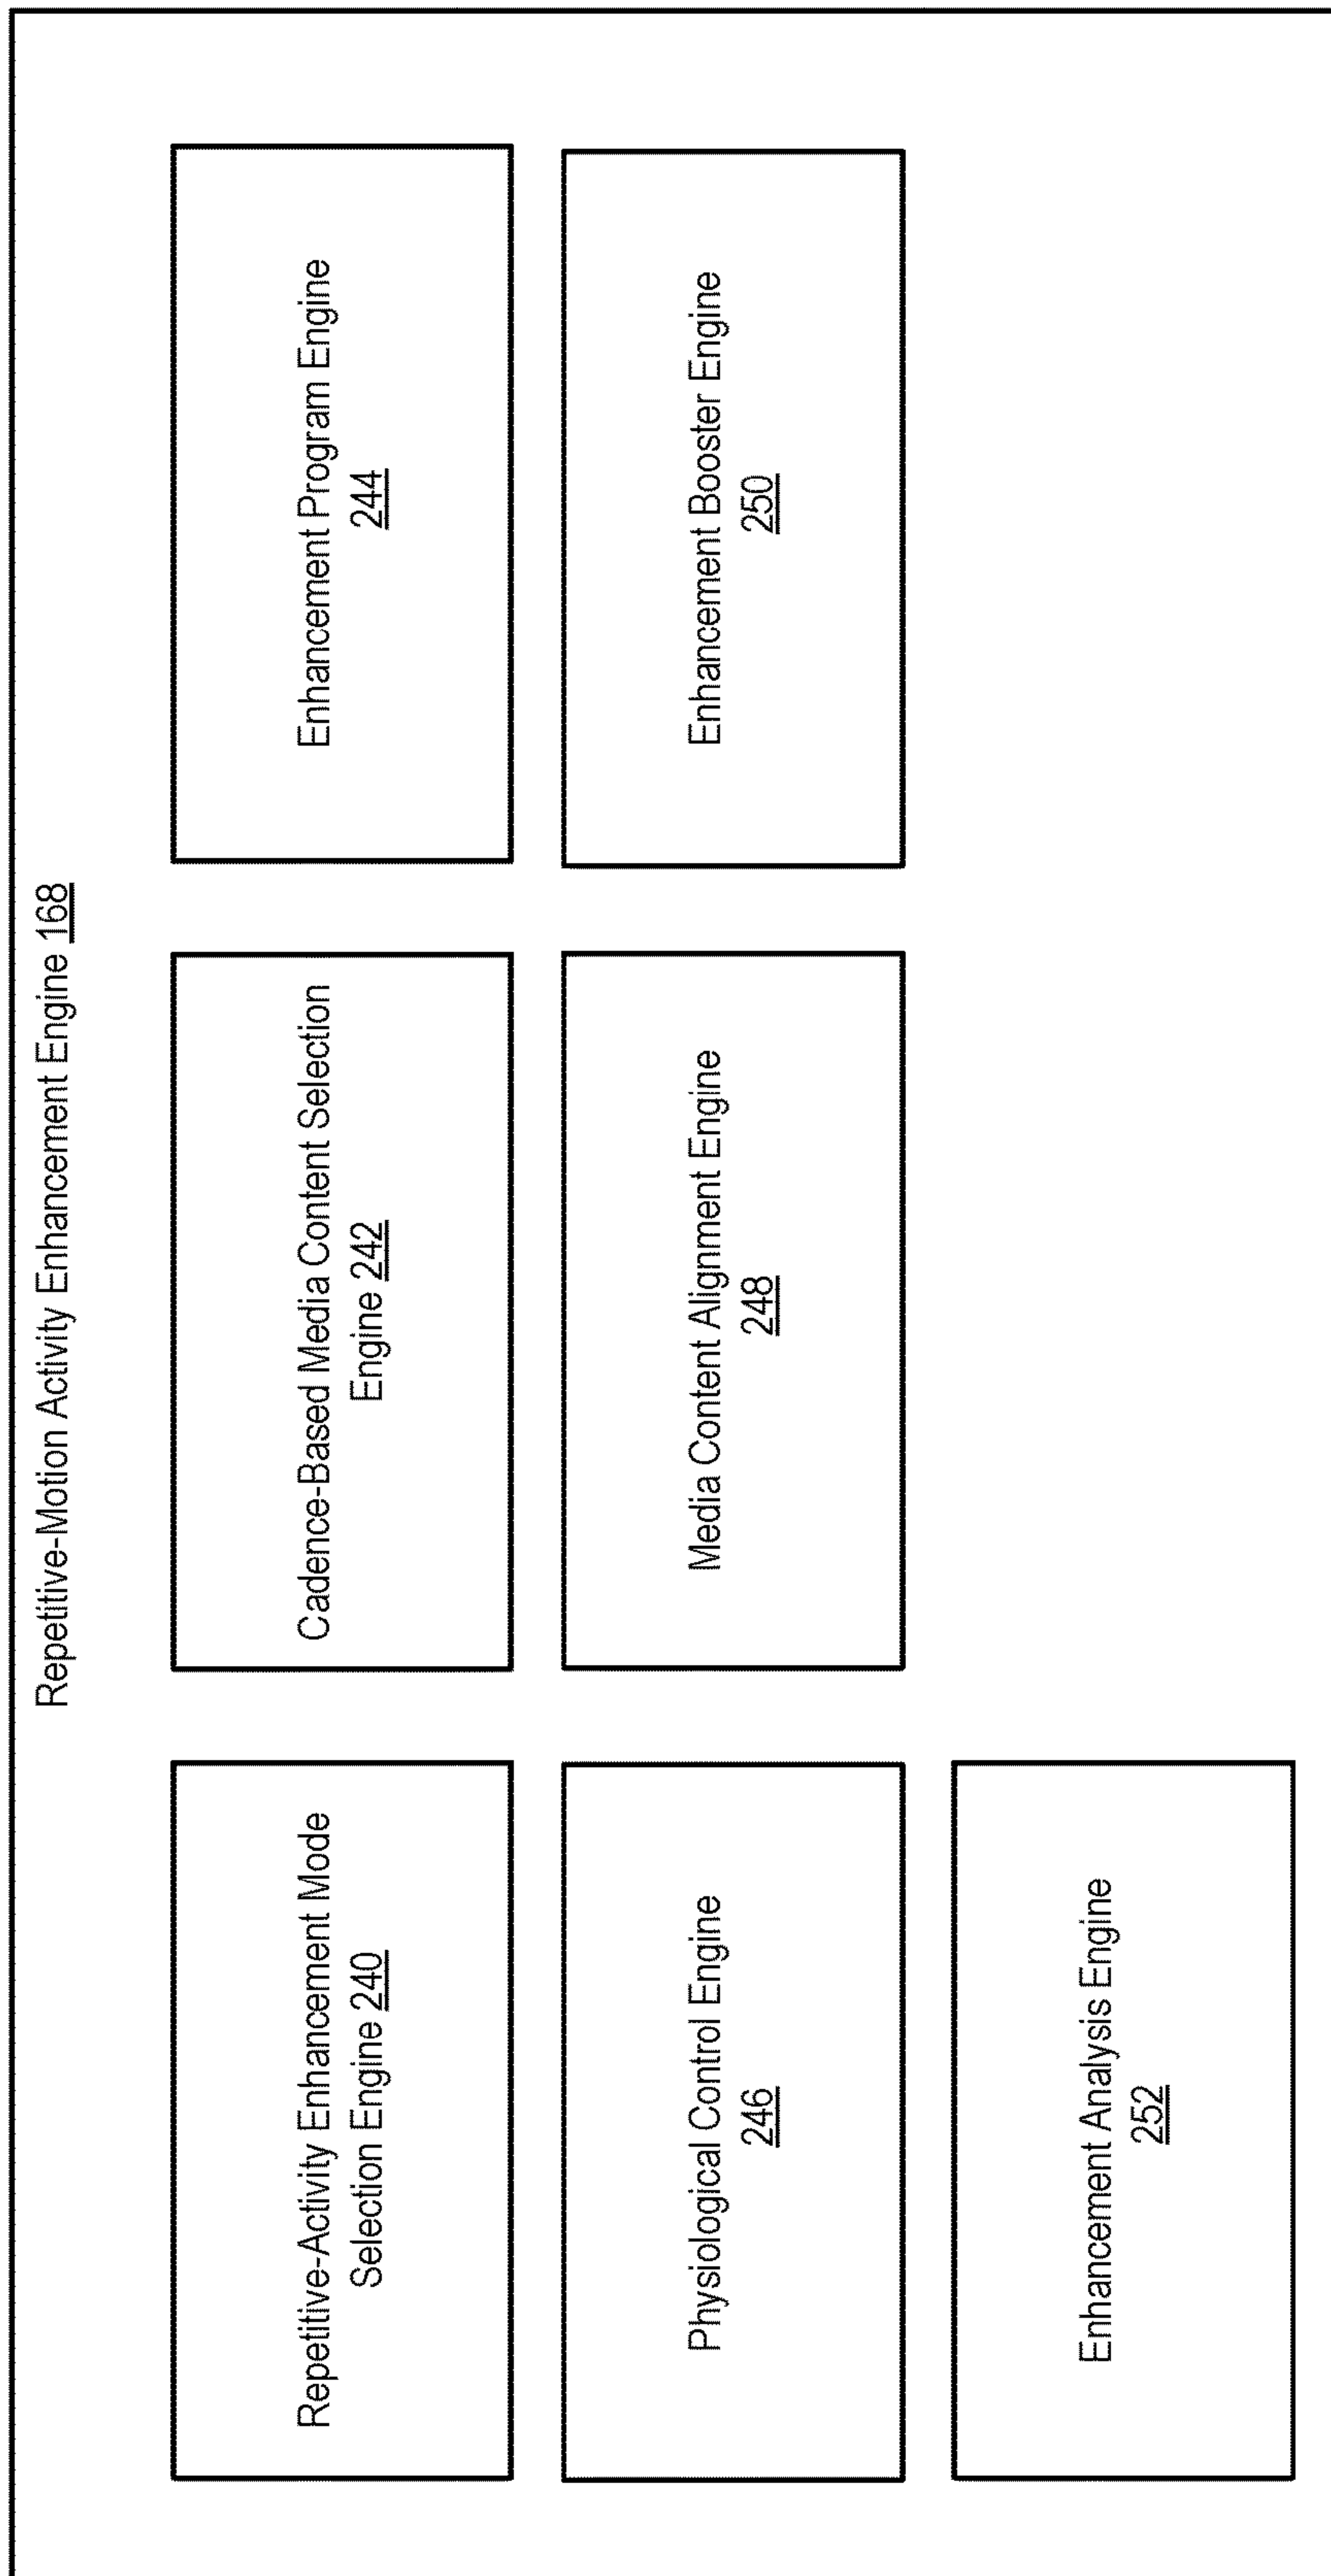 Repetitive-Motion Activity Enhancement Engine 168
Repetitive-Activity Enhancement Mode
Selection Engine 240
Cadence-Based Media Content Selection
Engine 242
Enhancement Program Engine
244
Physiological Control Engine
246
Media Content Alignment Engine
248
Enhancement Booster Engine
250
Enhancement Analysis Engine
252